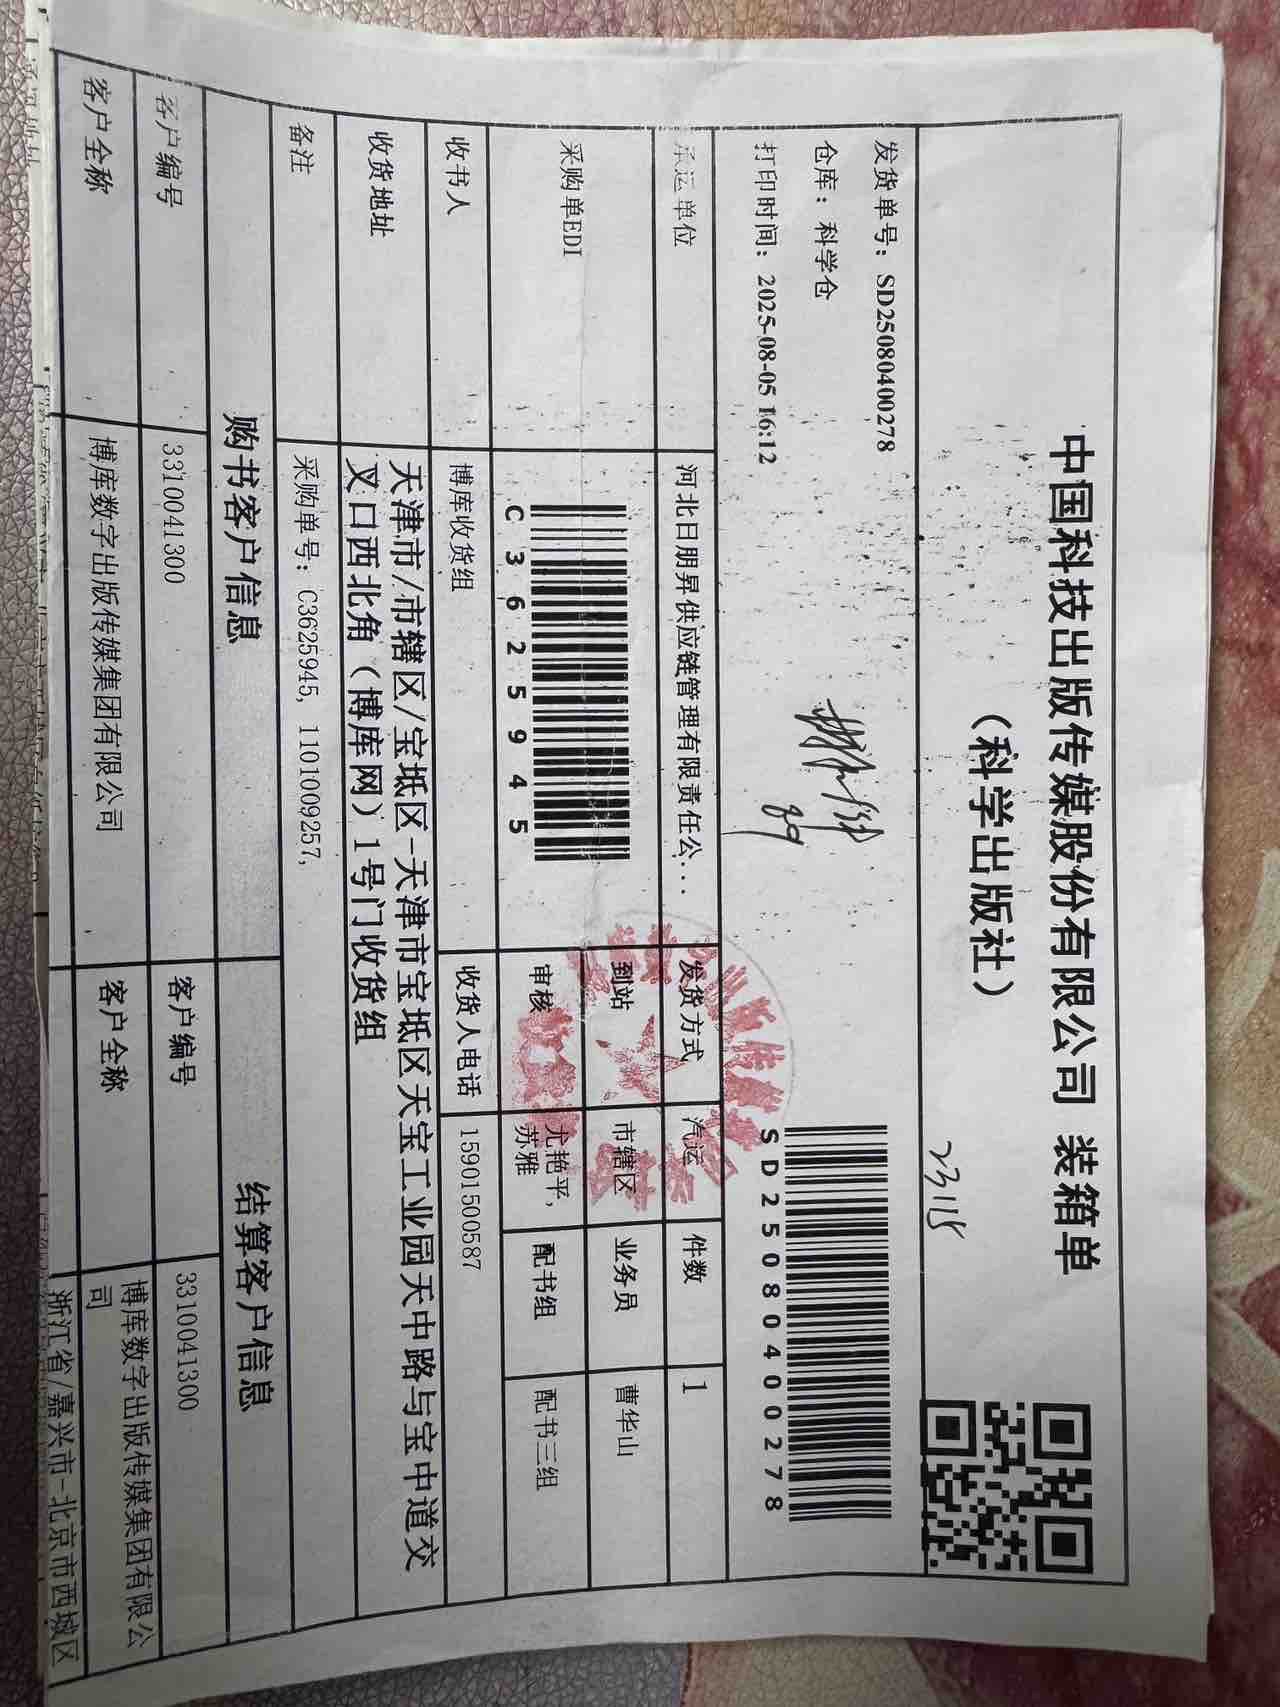 中国科技出版传媒股份有限公司 装箱单
（科学出版社）
23118
发货单号：SD25080400278
仓库：科学仓
打印时间：2025-08-05 16:12
SD25080400278
承运单位 河北日朋昇供应链管理有限责任公... 发货方式 汽运 件数 1
采购单EDI C3625945 到站 市辖区 业务员 曹华山
审核 尤艳平， 配书组 配书三组
苏雅
收书人 博库收货组 收货人电话 15901500587
收货地址 天津市/市辖区/宝坻区-天津市宝坻区天宝工业园天中路与宝中道交
叉口西北角（博库网）1号门收货组
备注 采购单号：C3625945，1101009257，
购书客户信息 结算客户信息
客户编号 3310041300 客户编号 3310041300
客户全称 博库数字出版传媒集团有限公司 客户全称 博库数字出版传媒集团有限公
司
浙江省/嘉兴市-北京市西城区